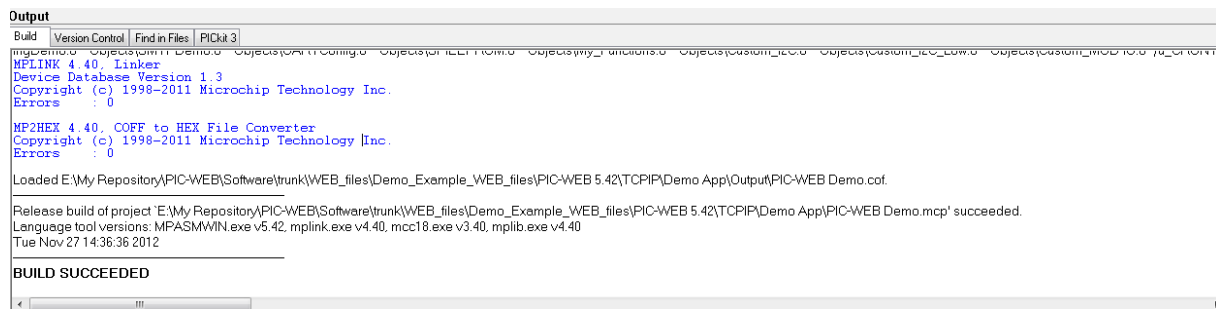 Output
Build Version Control Find in Files PICkit 3
MPLINK 4.40, Linker
Device Database Version 1.3
Copyright (c) 1998-2011 Microchip Technology Inc.
Errors : 0
MP2HEX 4.40, COFF to HEX File Converter
Copyright (c) 1998-2011 Microchip Technology Inc.
Errors : 0
Loaded E:\My Repository\PIC-WEB\Software\trunk\WEB_files\Demo_Example_WEB_files\PIC-WEB 5.42\TCPIP\Demo App\Output\PIC-WEB Demo.cof.
Release build of project `E:\My Repository\PIC-WEB\Software\trunk\WEB_files\Demo_Example_WEB_files\PIC-WEB 5.42\TCPIP\Demo App\PIC-WEB Demo.mcp' succeeded.
Language tool versions: MPASMWIN.exe v5.42, mplink.exe v4.40, mcc18.exe v3.40, mplib.exe v4.40
Tue Nov 27 14:36:36 2012
BUILD SUCCEEDED